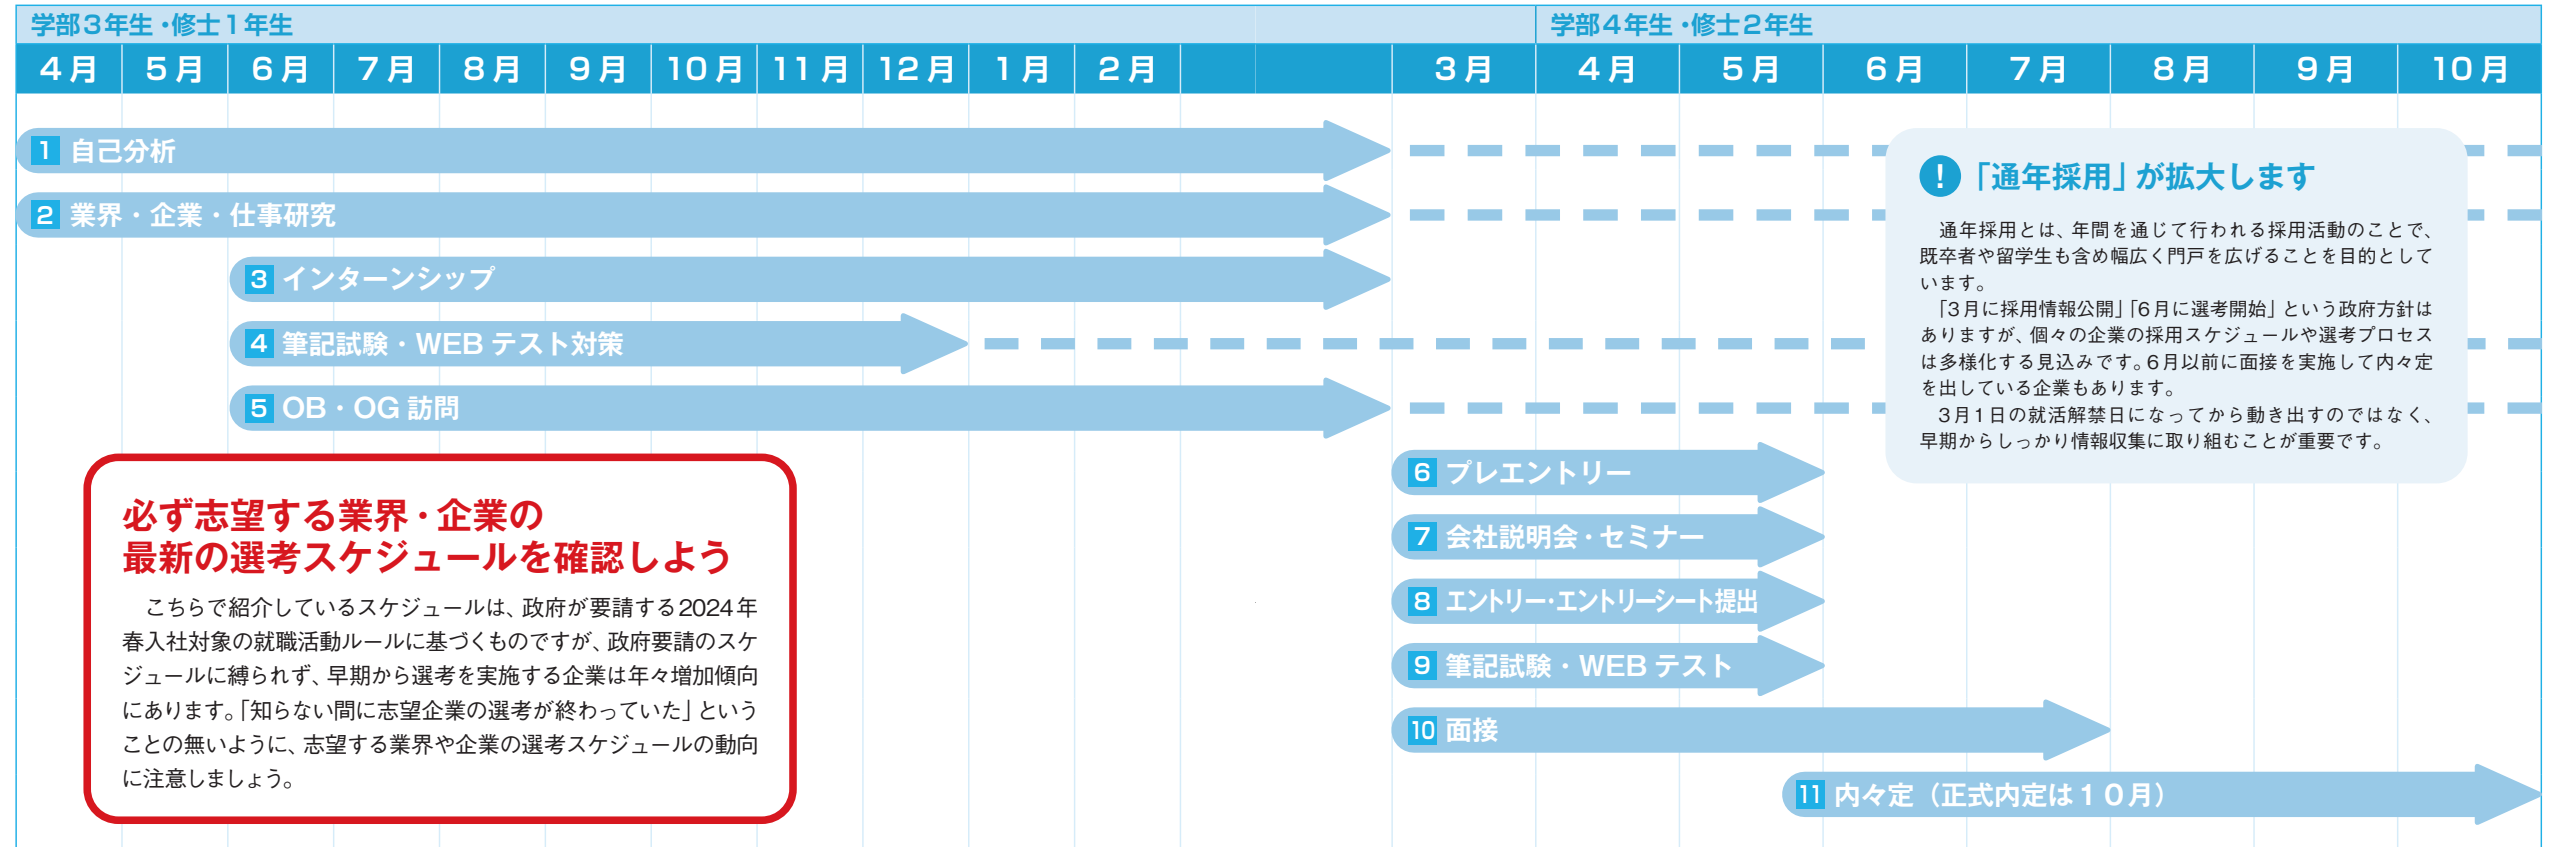 学部3年生・修士1年生
学部4年生・修士2年生
4月 5月 6月 7月 8月 9月 10月 11月 12月 1月 2月 3月 4月 5月 6月 7月 8月 9月 10月
1 自己分析
2 業界・企業・仕事研究
3 インターンシップ
4 筆記試験・WEBテスト対策
5 OB・OG訪問
6 プレエントリー
7 会社説明会・セミナー
8 エントリー・エントリーシート提出
9 筆記試験・WEBテスト
10 面接
11 内々定（正式内定は１０月）
! 「通年採用」が拡大します
通年採用とは、年間を通じて行われる採用活動のことで、
既卒者や留学生も含め幅広く門戸を広げることを目的として
います。
「3月に採用情報公開」「6月に選考開始」という政府方針は
ありますが、個々の企業の採用スケジュールや選考プロセス
は多様化する見込みです。6月以前に面接を実施して内々定
を出している企業もあります。
3月1日の就活解禁日になってから動き出すのではなく、
早期からしっかり情報収集に取り組むことが重要です。
必ず志望する業界・企業の
最新の選考スケジュールを確認しよう
こちらで紹介しているスケジュールは、政府が要請する2024年
春入社対象の就職活動ルールに基づくものですが、政府要請のスケ
ジュールに縛られず、早期から選考を実施する企業は年々増加傾向
にあります。「知らない間に志望企業の選考が終わっていた」という
ことの無いように、志望する業界や企業の選考スケジュールの動向
に注意しましょう。